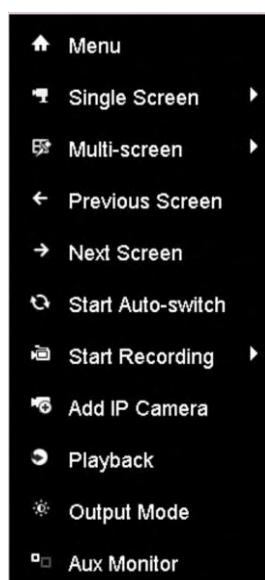 Menu
Single Screen
Multi-screen
Previous Screen
Next Screen
Start Auto-switch
Start Recording
Add IP Camera
Playback
Output Mode
Aux Monitor